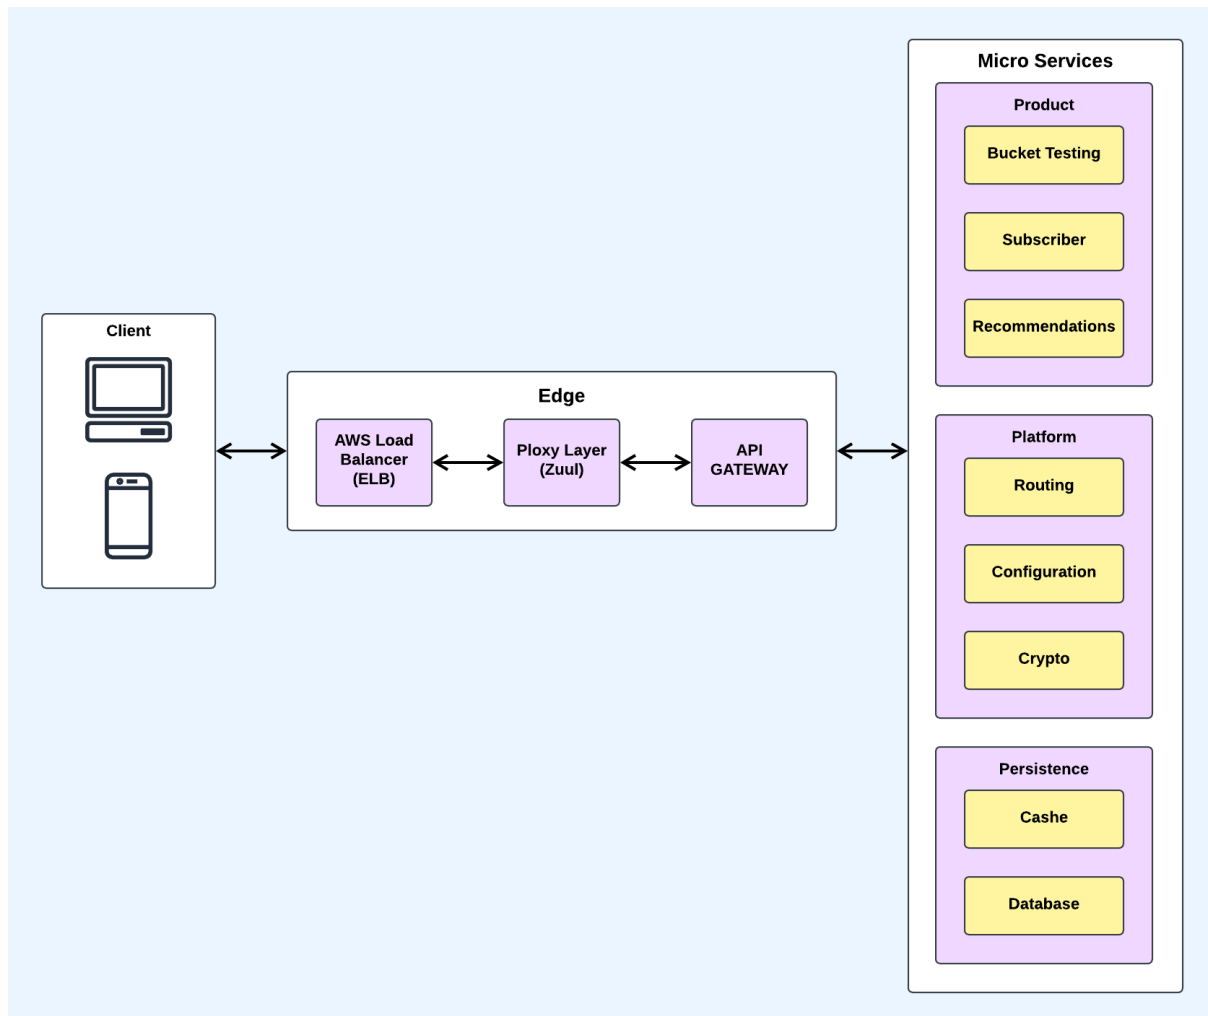 Client
Edge
AWS Load
Balancer
(ELB)
Ploxy Layer
(Zuul)
API
GATEWAY
Micro Services
Product
Bucket Testing
Subscriber
Recommendations
Platform
Routing
Configuration
Crypto
Persistence
Cashe
Database